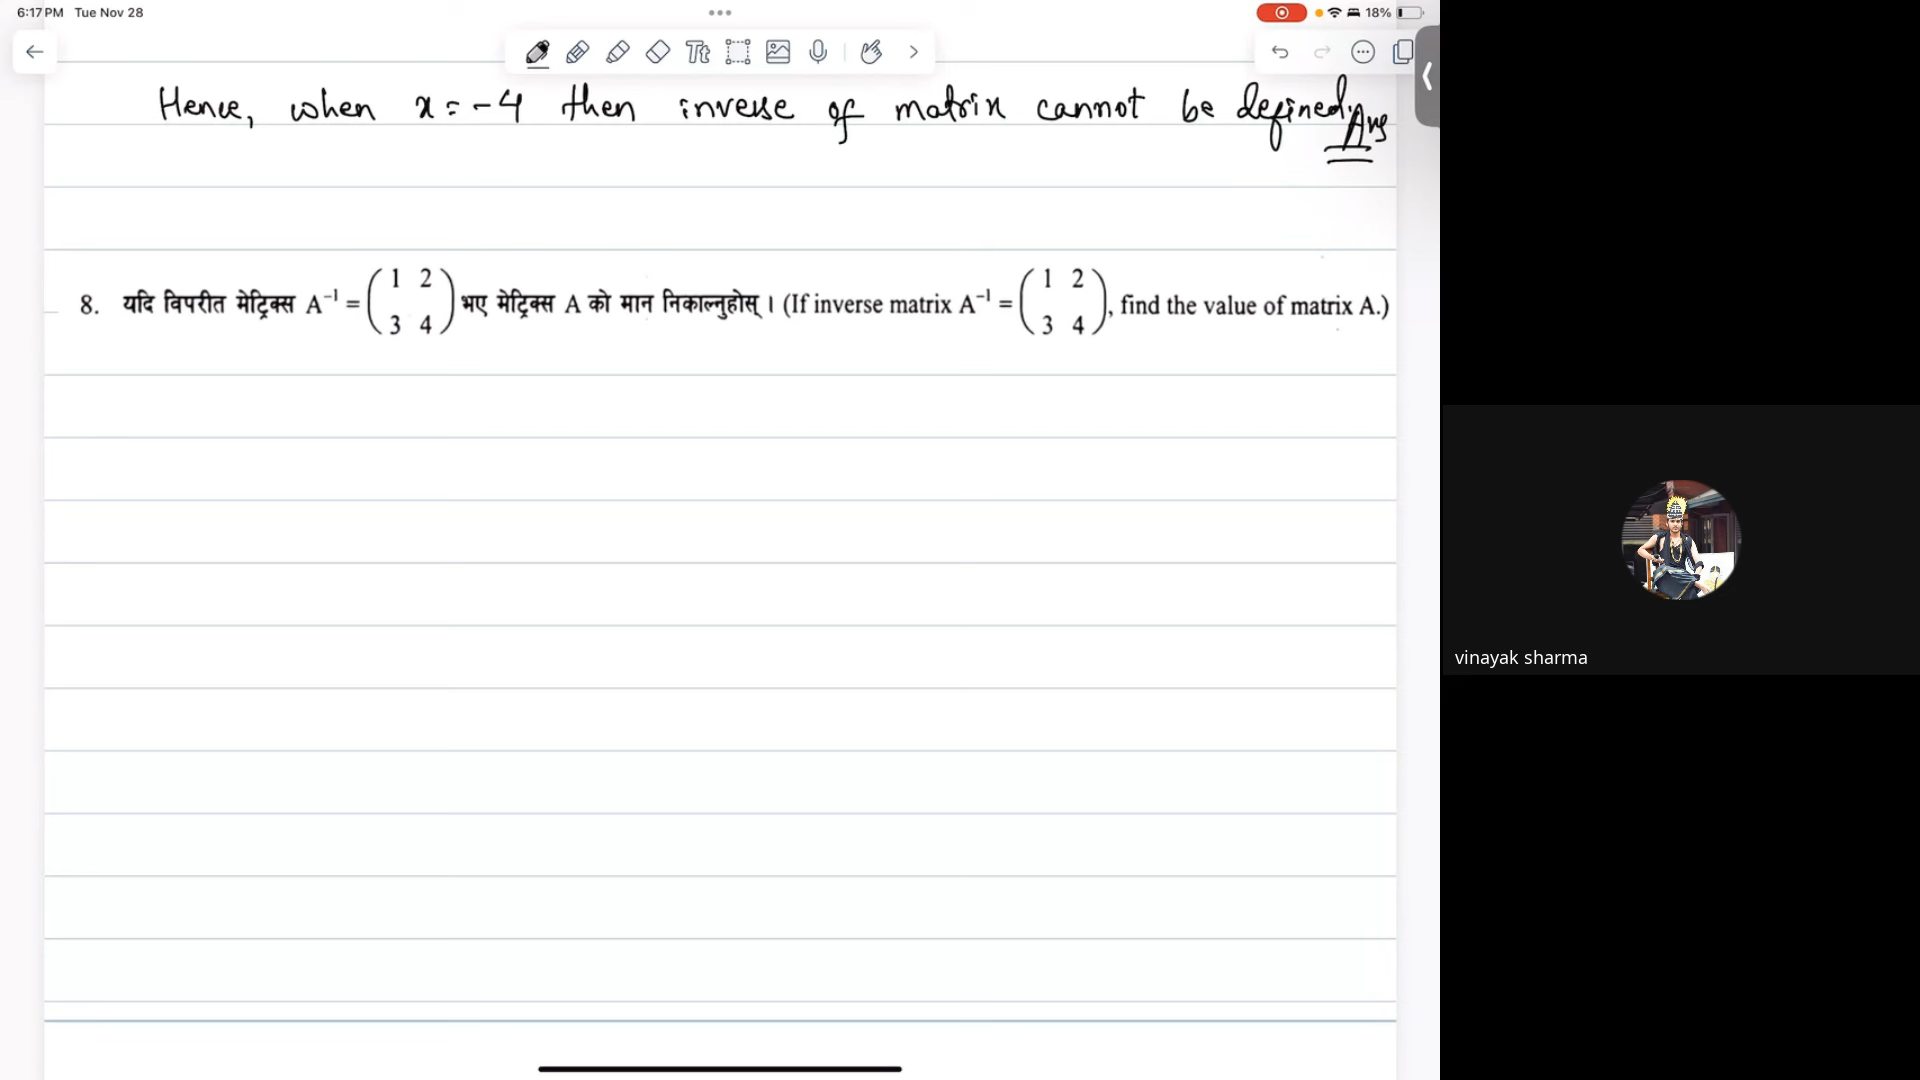 6:17 PM Tue Nov 28
18%
Tt
Hence, when x = -4 then inverse of matrix cannot be defined. Ans
8. यदि विपरीत मेट्रिक्स A⁻¹ = (1 2 3 4) भए मेट्रिक्स A को मान निकाल्नुहोस् । (If inverse matrix A⁻¹ = (1 2 3 4), find the value of matrix A.)
vinayak sharma